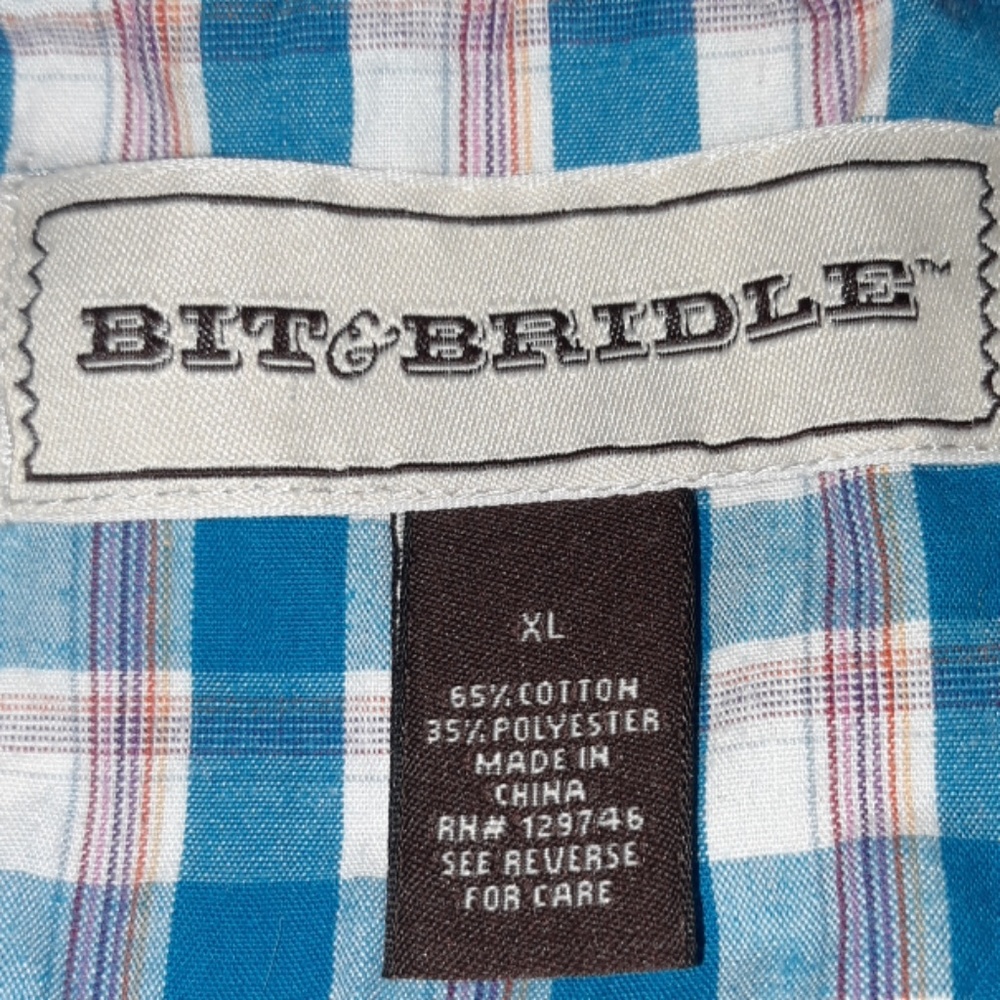 BIT&BRIDLE™
XL
65% COTTON
35% POLYESTER
MADE IN
CHINA
RN# 129746
SEE REVERSE
FOR CARE